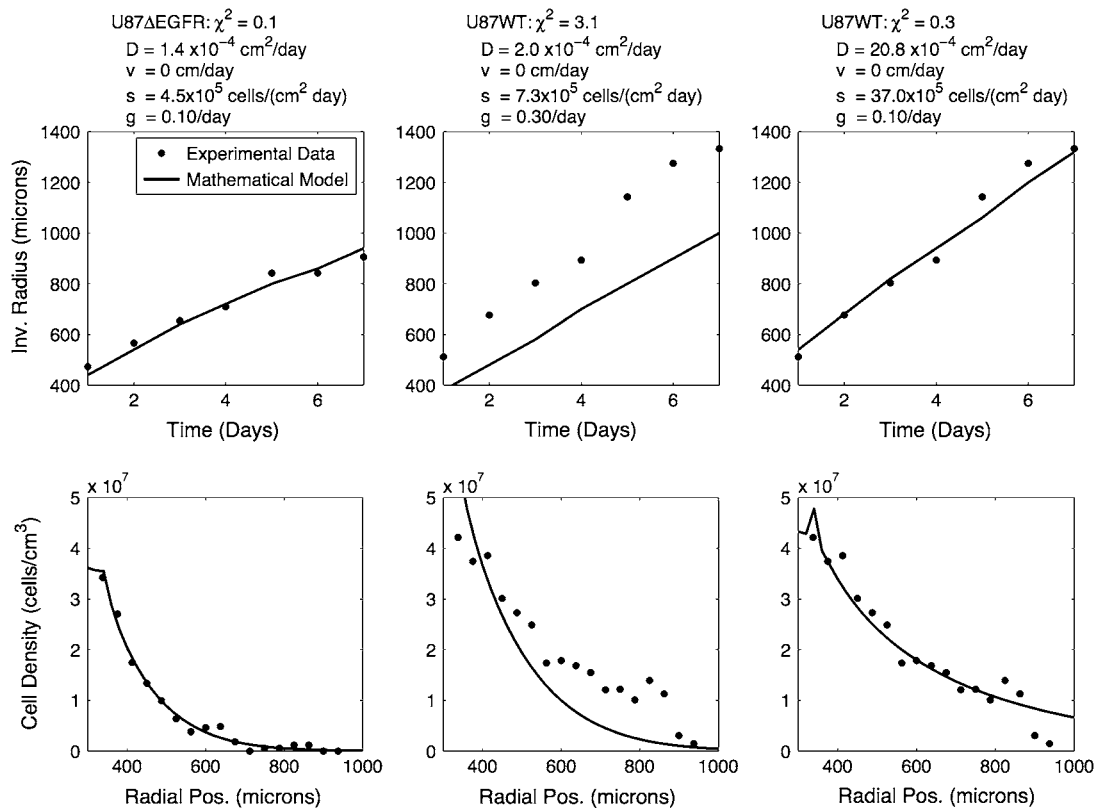 U87ΔEGFR: χ² = 0.1
D = 1.4 x10⁻⁴ cm²/day
v = 0 cm/day
s = 4.5x10⁵ cells/(cm² day)
g = 0.10/day
U87WT: χ² = 3.1
D = 2.0 x10⁻⁴ cm²/day
v = 0 cm/day
s = 7.3x10⁵ cells/(cm² day)
g = 0.30/day
U87WT: χ² = 0.3
D = 20.8 x10⁻⁴ cm²/day
v = 0 cm/day
s = 37.0x10⁵ cells/(cm² day)
g = 0.10/day
Inv. Radius (microns)
1400
1200
1000
800
600
400
Experimental Data
Mathematical Model
2 4 6
Time (Days)
1400
1200
1000
800
600
400
2 4 6
Time (Days)
1400
1200
1000
800
600
400
2 4 6
Time (Days)
Cell Density (cells/cm³)
x 10⁷
5
4
3
2
1
0
400 600 800 1000
Radial Pos. (microns)
x 10⁷
5
4
3
2
1
0
400 600 800 1000
Radial Pos. (microns)
x 10⁷
5
4
3
2
1
0
400 600 800 1000
Radial Pos. (microns)